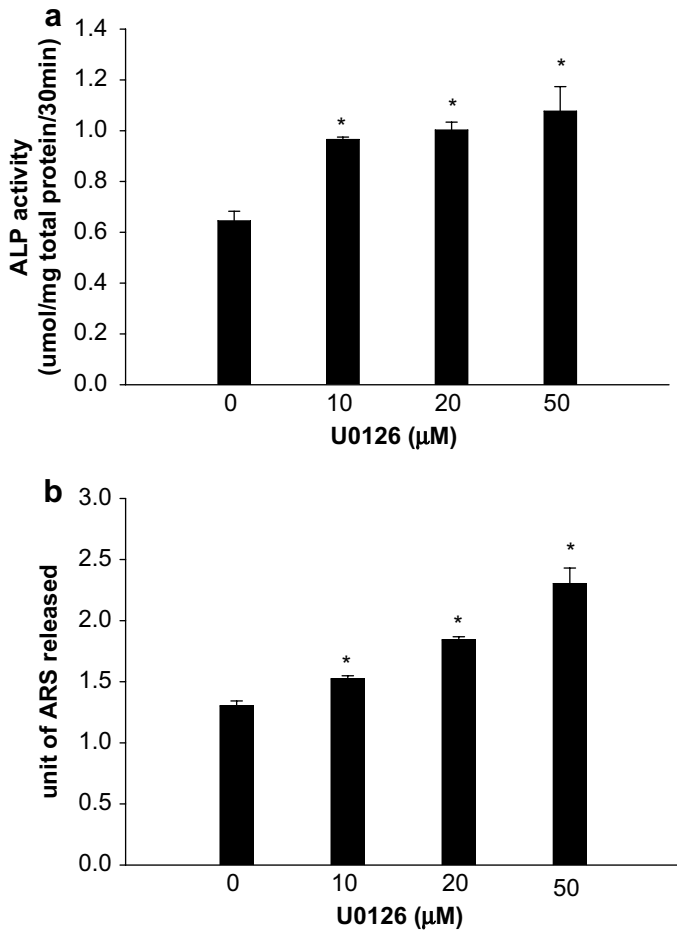 a
1.4
1.2
1.0
0.8
0.6
0.4
0.2
0.0
ALP activity
(umol/mg total protein/30min)
* * *
0 10 20 50
U0126 (μM)
b
3.0
2.5
2.0
1.5
1.0
0.5
0.0
unit of ARS released
* * *
0 10 20 50
U0126 (μM)